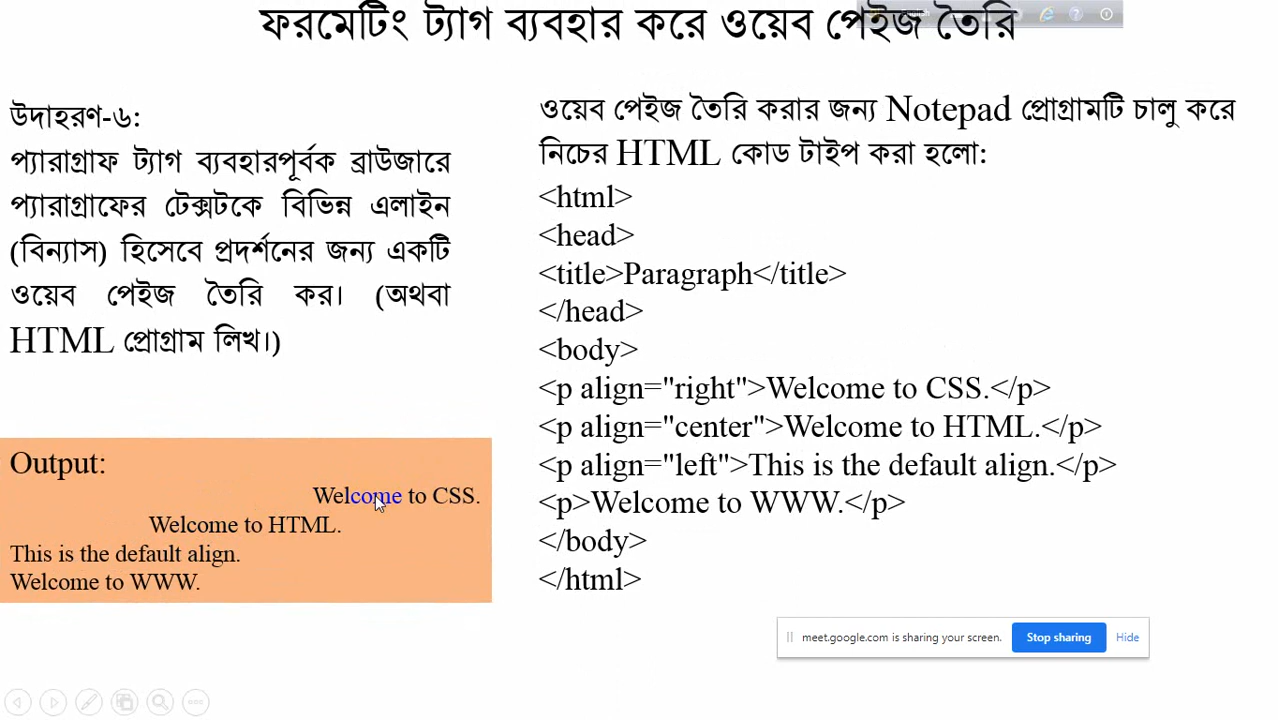 ফরমেটিং ট্যাগ ব্যবহার করে ওয়েব পেইজ তৈরি
উদাহরণ-৬:
প্যারাগ্রাফ ট্যাগ ব্যবহারপূর্বক ব্রাউজারে
প্যারাগ্রাফের টেক্সটকে বিভিন্ন এলাইন
(বিন্যাস) হিসেবে প্রদর্শনের জন্য একটি
ওয়েব পেইজ তৈরি কর। (অথবা
HTML প্রোগ্রাম লিখ।)
Output:
Welcome to CSS.
Welcome to HTML.
This is the default align.
Welcome to WWW.
ওয়েব পেইজ তৈরি করার জন্য Notepad প্রোগ্রামটি চালু করে
নিচের HTML কোড টাইপ করা হলো:
<html>
<head>
<title>Paragraph</title>
</head>
<body>
<p align="right">Welcome to CSS.</p>
<p align="center">Welcome to HTML.</p>
<p align="left">This is the default align.</p>
<p>Welcome to WWW.</p>
</body>
</html>
meet.google.com is sharing your screen. Stop sharing Hide